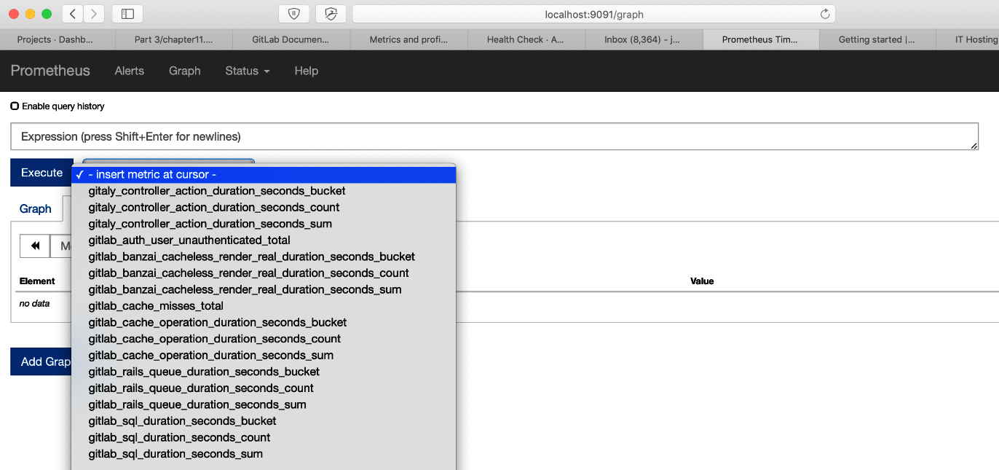 localhost:9091/graph
Projects · Dashb... Part 3/chapter11.... GitLab Documen... Metrics and profi... Health Check · A... Inbox (8,364) – j... Prometheus Tim... Getting started |... IT Hosting
Prometheus Alerts Graph Status Help
Enable query history
Expression (press Shift+Enter for newlines)
Execute
✓ - insert metric at cursor -
gitaly_controller_action_duration_seconds_bucket
Graph
gitaly_controller_action_duration_seconds_count
gitaly_controller_action_duration_seconds_sum
gitlab_auth_user_unauthenticated_total
gitlab_banzai_cacheless_render_real_duration_seconds_bucket
gitlab_banzai_cacheless_render_real_duration_seconds_count
Element Value
gitlab_banzai_cacheless_render_real_duration_seconds_sum
no data
gitlab_cache_misses_total
gitlab_cache_operation_duration_seconds_bucket
gitlab_cache_operation_duration_seconds_count
gitlab_cache_operation_duration_seconds_sum
Add Grap
gitlab_rails_queue_duration_seconds_bucket
gitlab_rails_queue_duration_seconds_count
gitlab_rails_queue_duration_seconds_sum
gitlab_sql_duration_seconds_bucket
gitlab_sql_duration_seconds_count
gitlab_sql_duration_seconds_sum